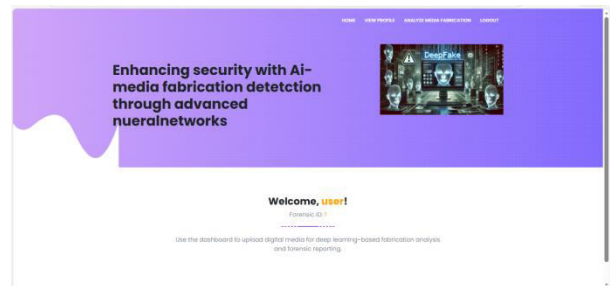 HOME VIEW PROFILE ANALYZE MEDIA FABRICATION LOGOUT
DeepFake
Enhancing security with Ai-
media fabrication detetction
through advanced
nueralnetworks
Welcome, user!
Forensic ID: 1
Use the dashboard to upload digital media for deep learning-based fabrication analysis
and forensic reporting.